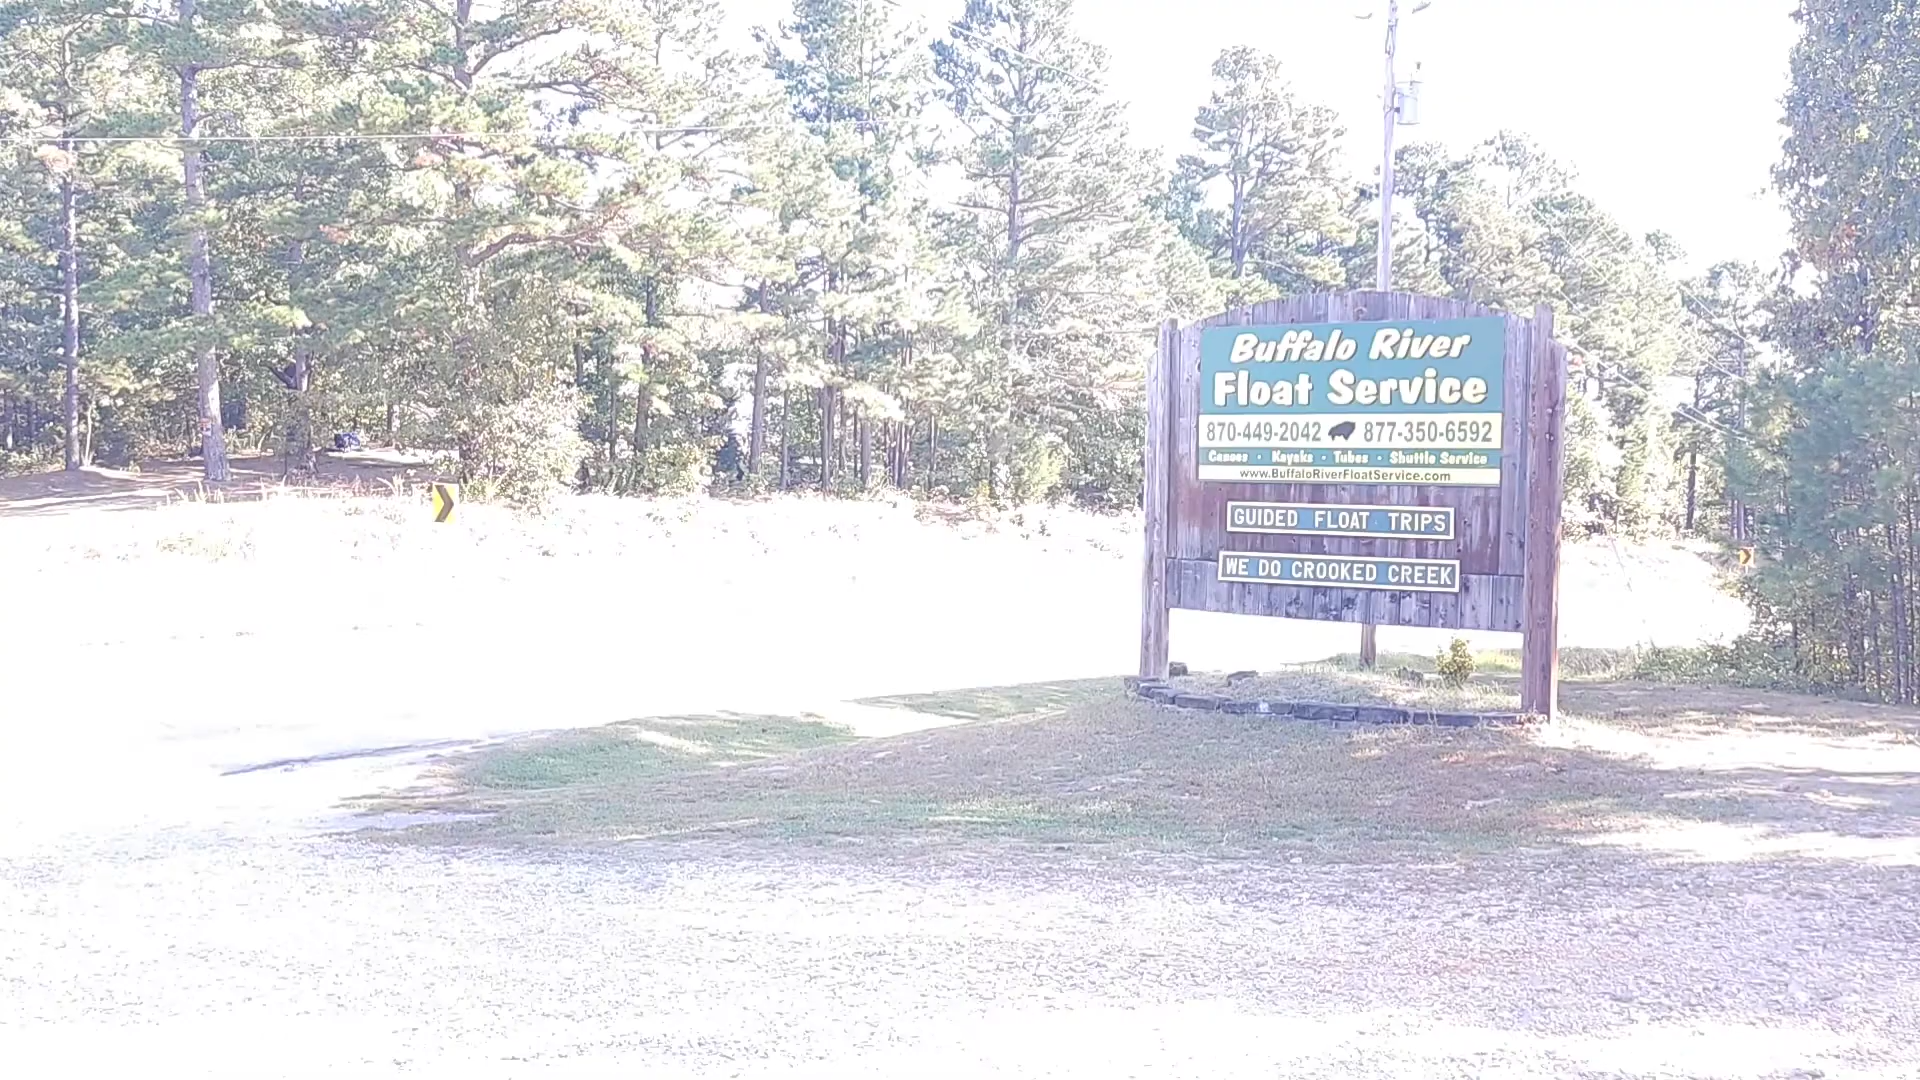 Buffalo River
Float Service
870-449-2042 877-350-6592
Canoes • Kayaks • Tubes • Shuttle Service
www.BuffaloRiverFloatService.com
GUIDED FLOAT TRIPS
WE DO CROOKED CREEK